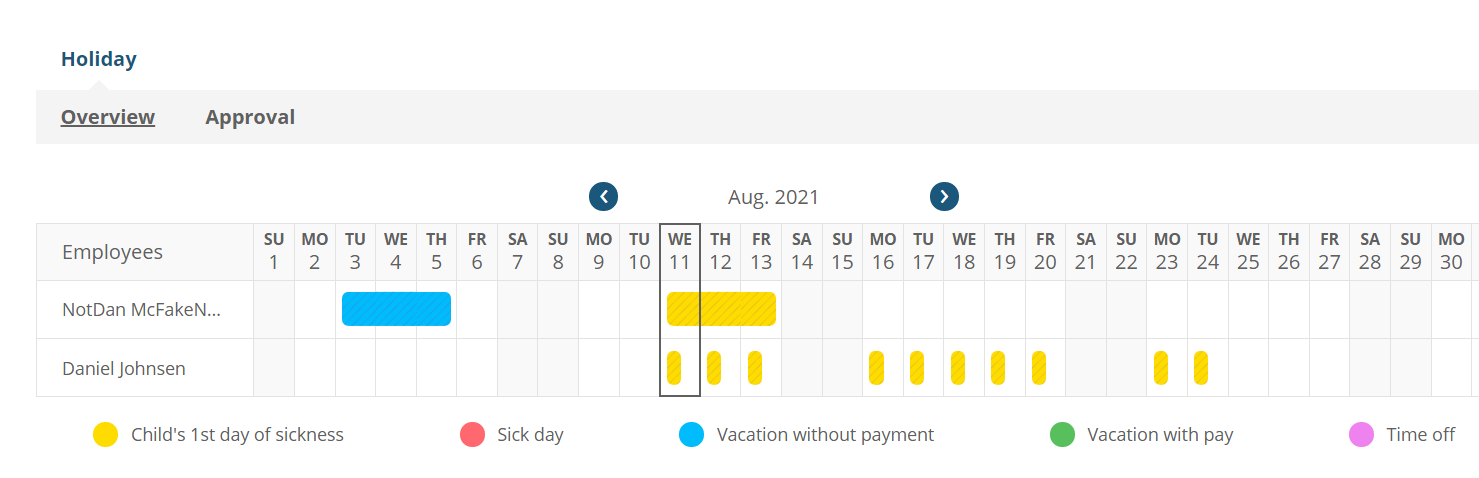 Holiday
Overview Approval
Aug. 2021
Employees SU MO TU WE TH FR SA SU MO TU WE TH FR SA SU MO TU WE TH FR SA SU MO TU WE TH FR SA SU MO
1 2 3 4 5 6 7 8 9 10 11 12 13 14 15 16 17 18 19 20 21 22 23 24 25 26 27 28 29 30
NotDan McFakeN...
Daniel Johnsen
Child's 1st day of sickness Sick day Vacation without payment Vacation with pay Time off